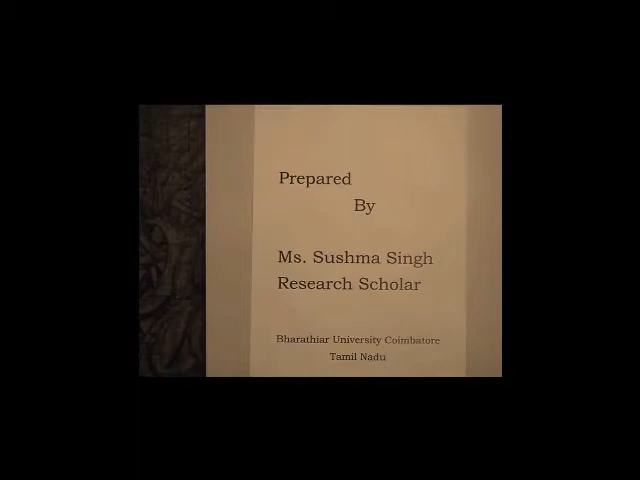 Prepared
By
Ms. Sushma Singh
Research Scholar
Bharathiar University Coimbatore
Tamil Nadu